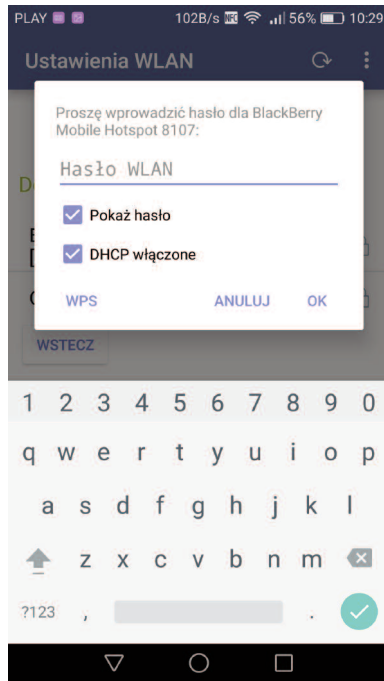 PLAY 102B/s NFC 56% 10:29
Ustawienia WLAN
Proszę wprowadzić hasło dla BlackBerry
Mobile Hotspot 8107:
Hasło WLAN
Pokaż hasło
DHCP włączone
WPS ANULUJ OK
WSTECZ
1 2 3 4 5 6 7 8 9 0
q w e r t y u i o p
a s d f g h j k l
z x c v b n m
?123 , .